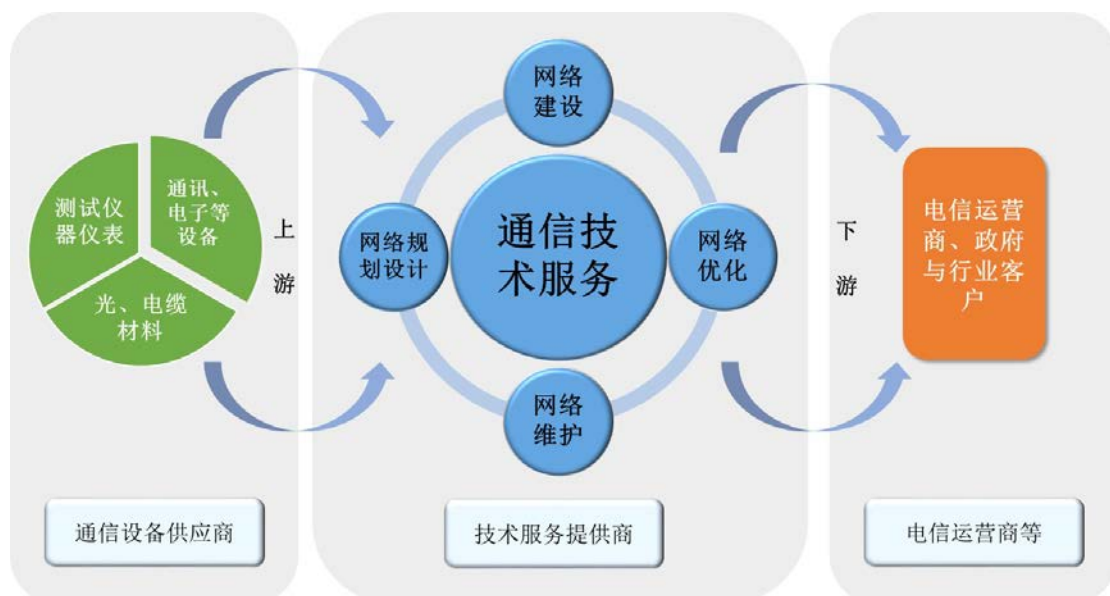 测试仪
器仪表
通讯、
电子等
设备
光、电缆
材料
上
游
网络
建设
网络规
划设计
通信技
术服务
网络
优化
网络
维护
下
游
电信运营
商、政府
与行业客
户
通信设备供应商
技术服务提供商
电信运营商等